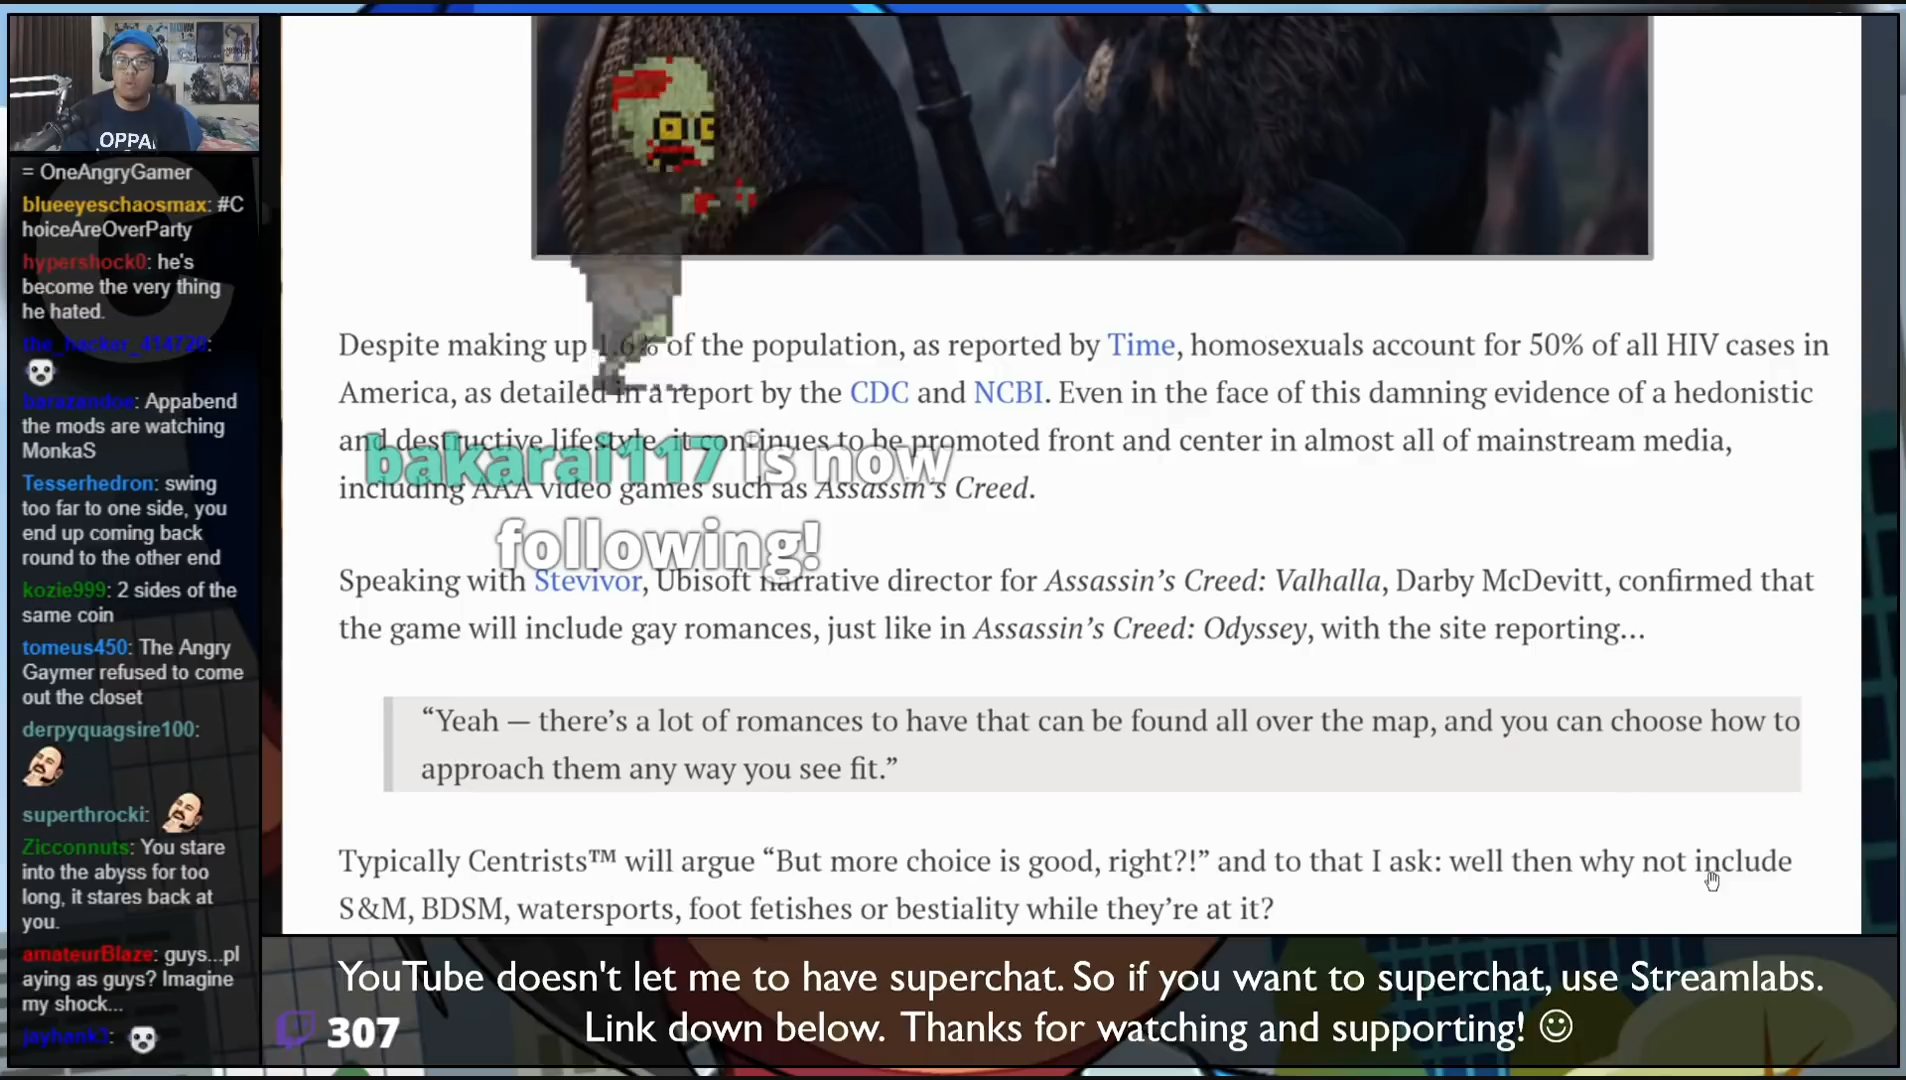 OPPA
= OneAngryGamer
blueeyeschaosmax: #C
hoiceAreOverParty
hypershock0: he's
become the very thing
he hated.
the_hacker_414720:
barazandoe: Appabend
the mods are watching
MonkaS
Tesserhedron: swing
too far to one side, you
end up coming back
round to the other end
kozie999: 2 sides of the
same coin
tomeus450: The Angry
Gaymer refused to come
out the closet
derpyquagsire100:
superthrocki:
Zicconnuts: You stare
into the abyss for too
long, it stares back at
you.
amateurBlaze: guys...pl
aying as guys? Imagine
my shock...
jayhank3:
Despite making up 1.6% of the population, as reported by Time, homosexuals account for 50% of all HIV cases in
America, as detailed in a report by the CDC and NCBI. Even in the face of this damning evidence of a hedonistic
and destructive lifestyle, it continues to be promoted front and center in almost all of mainstream media,
including AAA video games such as Assassin's Creed.
bakarai117 is now
following!
Speaking with Stevivor, Ubisoft narrative director for Assassin's Creed: Valhalla, Darby McDevitt, confirmed that
the game will include gay romances, just like in Assassin's Creed: Odyssey, with the site reporting…
“Yeah — there's a lot of romances to have that can be found all over the map, and you can choose how to
approach them any way you see fit.”
Typically Centrists™ will argue “But more choice is good, right?!” and to that I ask: well then why not include
S&M, BDSM, watersports, foot fetishes or bestiality while they're at it?
YouTube doesn't let me to have superchat. So if you want to superchat, use Streamlabs.
Link down below. Thanks for watching and supporting! ☺
307